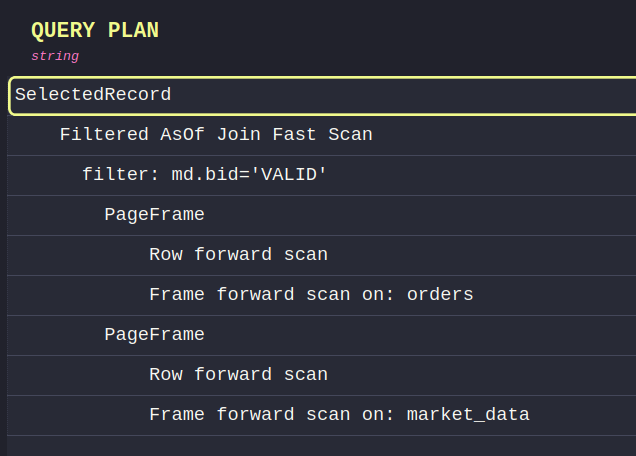 QUERY PLAN
string
SelectedRecord
Filtered AsOf Join Fast Scan
filter: md.bid='VALID'
PageFrame
Row forward scan
Frame forward scan on: orders
PageFrame
Row forward scan
Frame forward scan on: market_data